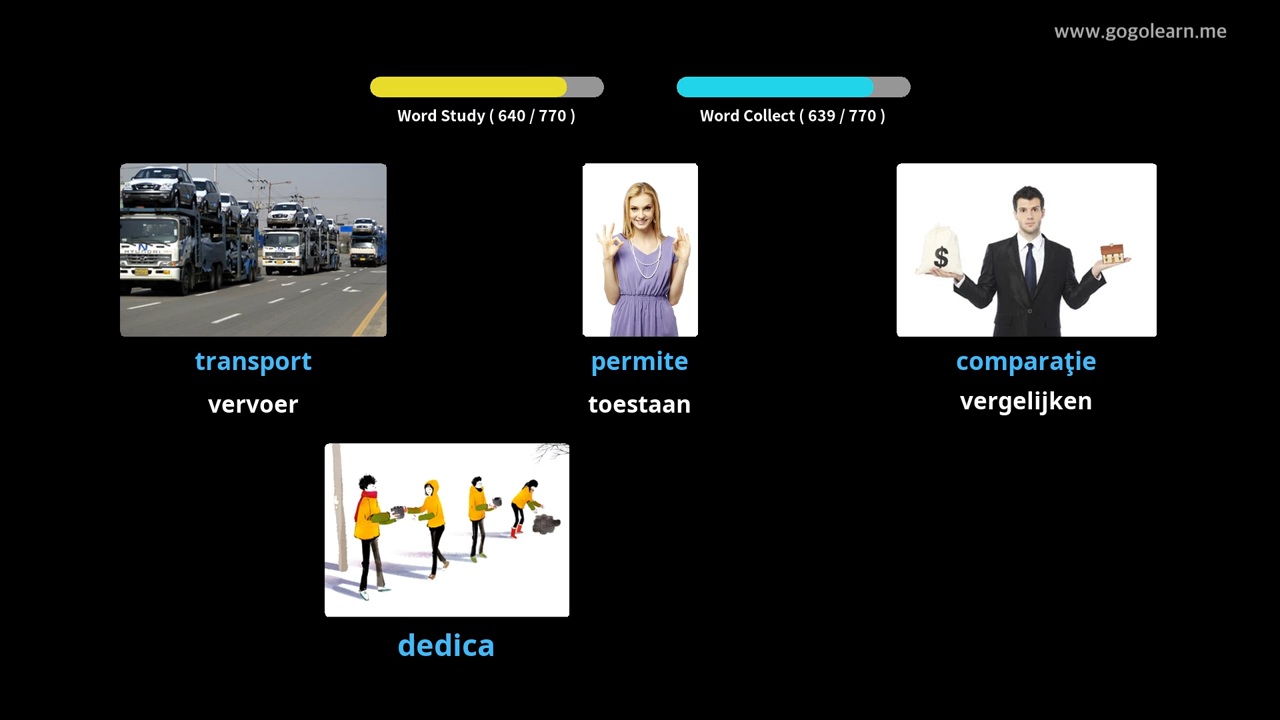 www.gogolearn.me
Word Study ( 640 / 770 )
Word Collect ( 639 / 770 )
transport
permite
comparaţie
vervoer
toestaan
vergelijken
dedica